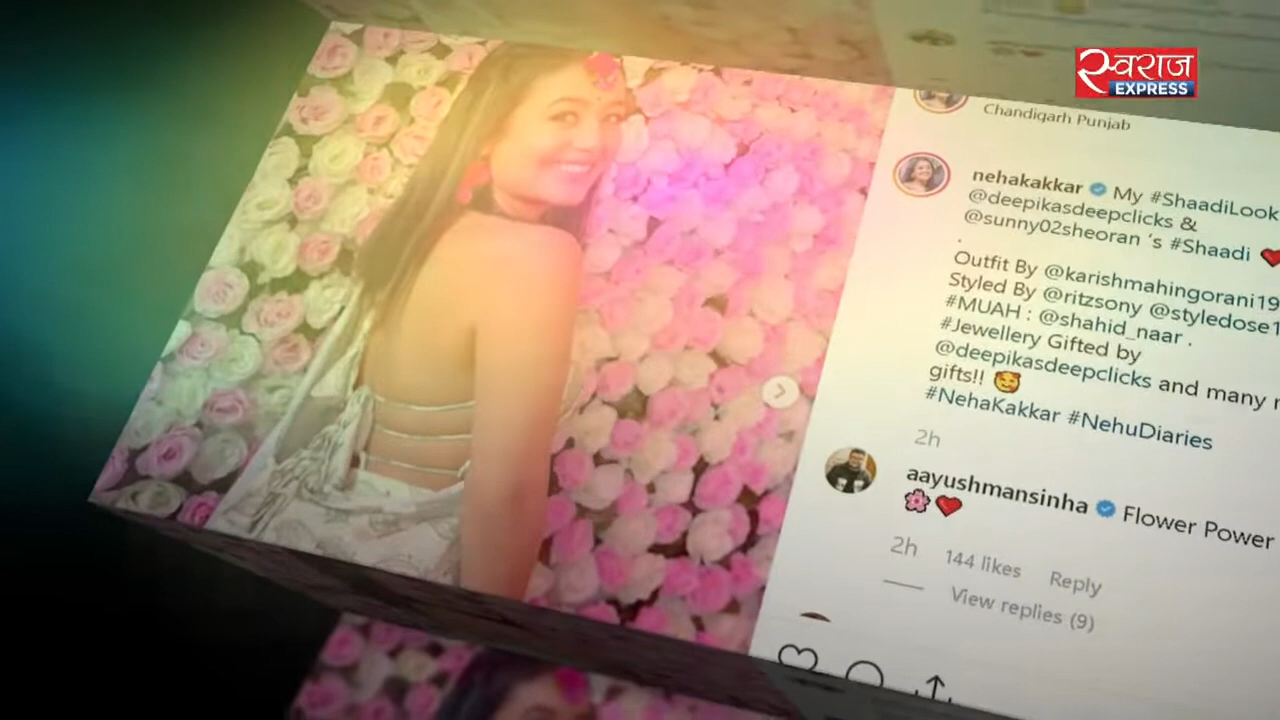 स्वराज
EXPRESS
Chandigarh Punjab
nehakakkar My #ShaadiLook
@deepikasdeepclicks &
@sunny02sheoran 's #Shaadi ❤️
.
Outfit By @karishmahingorani19
Styled By @ritzsony @styledose1
#MUAH : @shahid_naar .
#Jewellery Gifted by
@deepikasdeepclicks and many
gifts!! 🥰
#NehaKakkar #NehuDiaries
2h
aayushmansinha Flower Power
🌸❤️
2h 144 likes Reply
View replies (9)